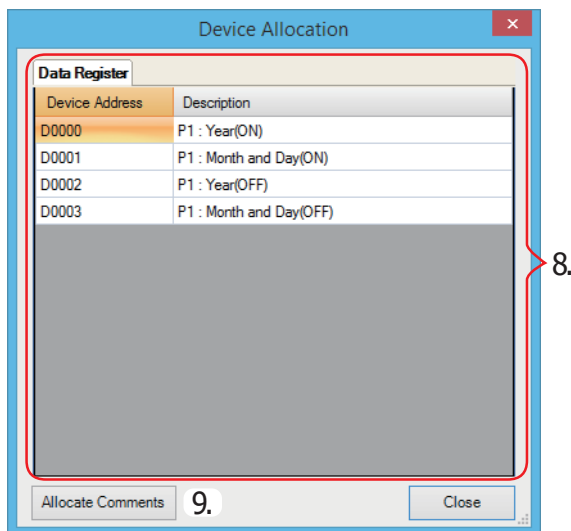 Device Allocation
Data Register
Device Address Description
D0000 P1 : Year(ON)
D0001 P1 : Month and Day(ON)
D0002 P1 : Year(OFF)
D0003 P1 : Month and Day(OFF)
8.
Allocate Comments 9. Close